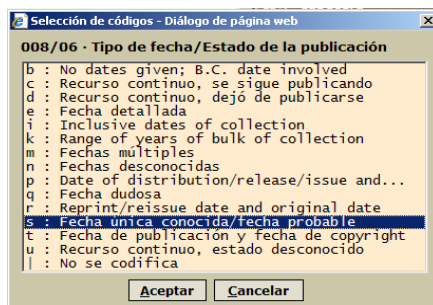 Selección de códigos - Diálogo de página web
008/06 · Tipo de fecha/Estado de la publicación
b : No dates given; B.C. date involved
c : Recurso continuo, se sigue publicando
d : Recurso continuo, dejó de publicarse
e : Fecha detallada
i : Inclusive dates of collection
k : Range of years of bulk of collection
m : Fechas múltiples
n : Fechas desconocidas
p : Date of distribution/release/issue and...
q : Fecha dudosa
r : Reprint/reissue date and original date
s : Fecha única conocida/fecha probable
t : Fecha de publicación y fecha de copyright
u : Recurso continuo, estado desconocido
| : No se codifica
Aceptar Cancelar